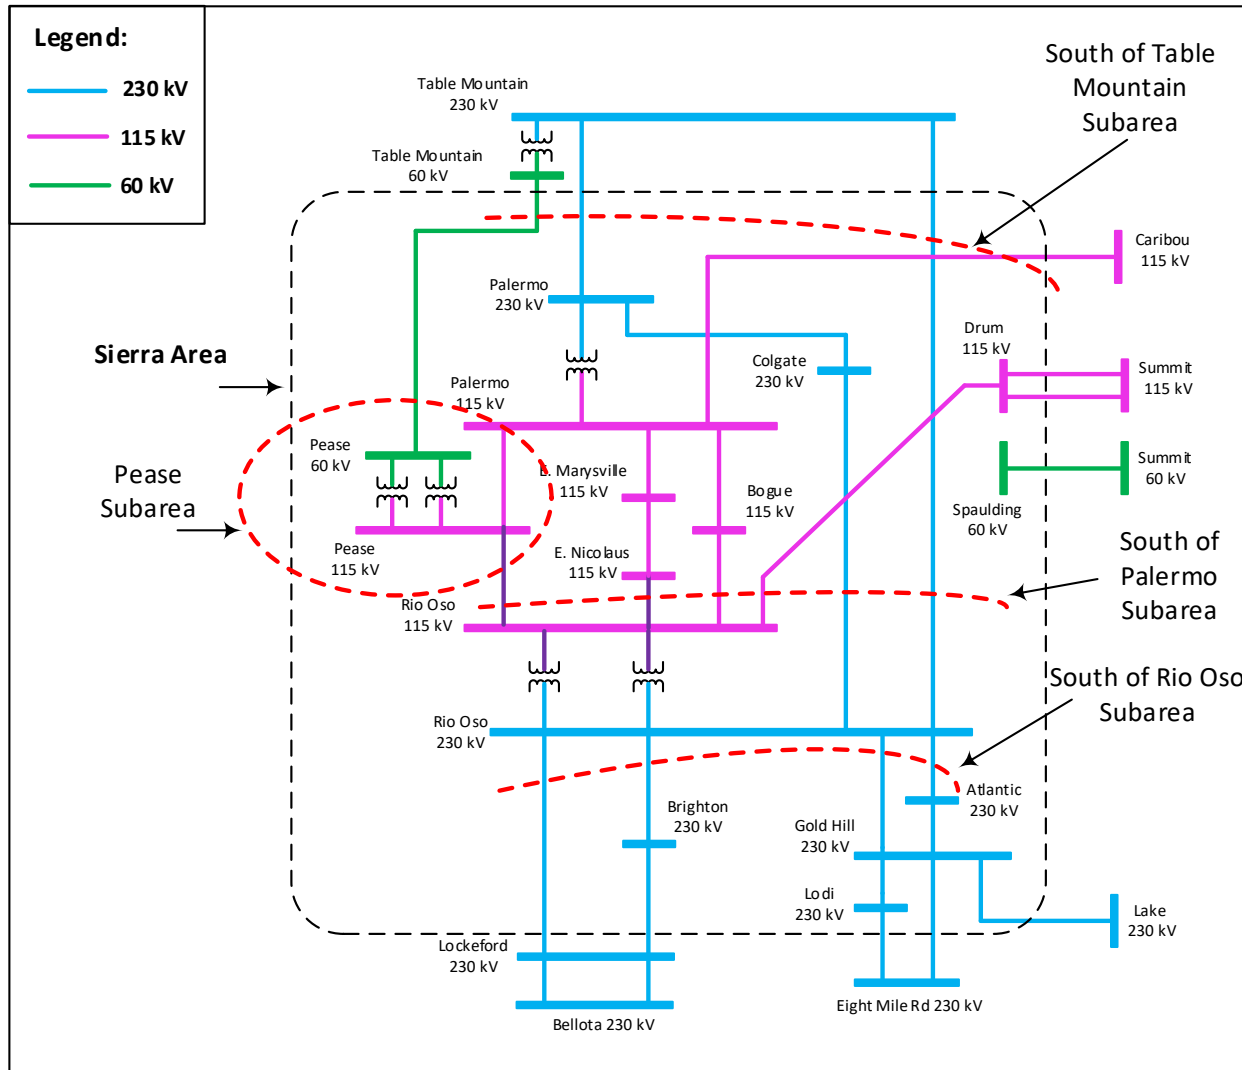 Legend:
230 kV
115 kV
60 kV
South of Table
Mountain
Subarea
Table Mountain
230 kV
Table Mountain
60 kV
Caribou
115 kV
Palermo
230 kV
Drum
115 kV
Sierra Area
Colgate
230 kV
Summit
115 kV
Palermo
115 kV
Pease
60 kV
Pease
Subarea
E. Marysville
115 kV
Bogue
115 kV
Summit
60 kV
Spaulding
60 kV
Pease
115 kV
E. Nicolaus
115 kV
South of
Palermo
Subarea
Rio Oso
115 kV
South of Rio Oso
Subarea
Rio Oso
230 kV
Atlantic
230 kV
Brighton
230 kV
Gold Hill
230 kV
Lodi
230 kV
Lake
230 kV
Lockeford
230 kV
Eight Mile Rd 230 kV
Bellota 230 kV